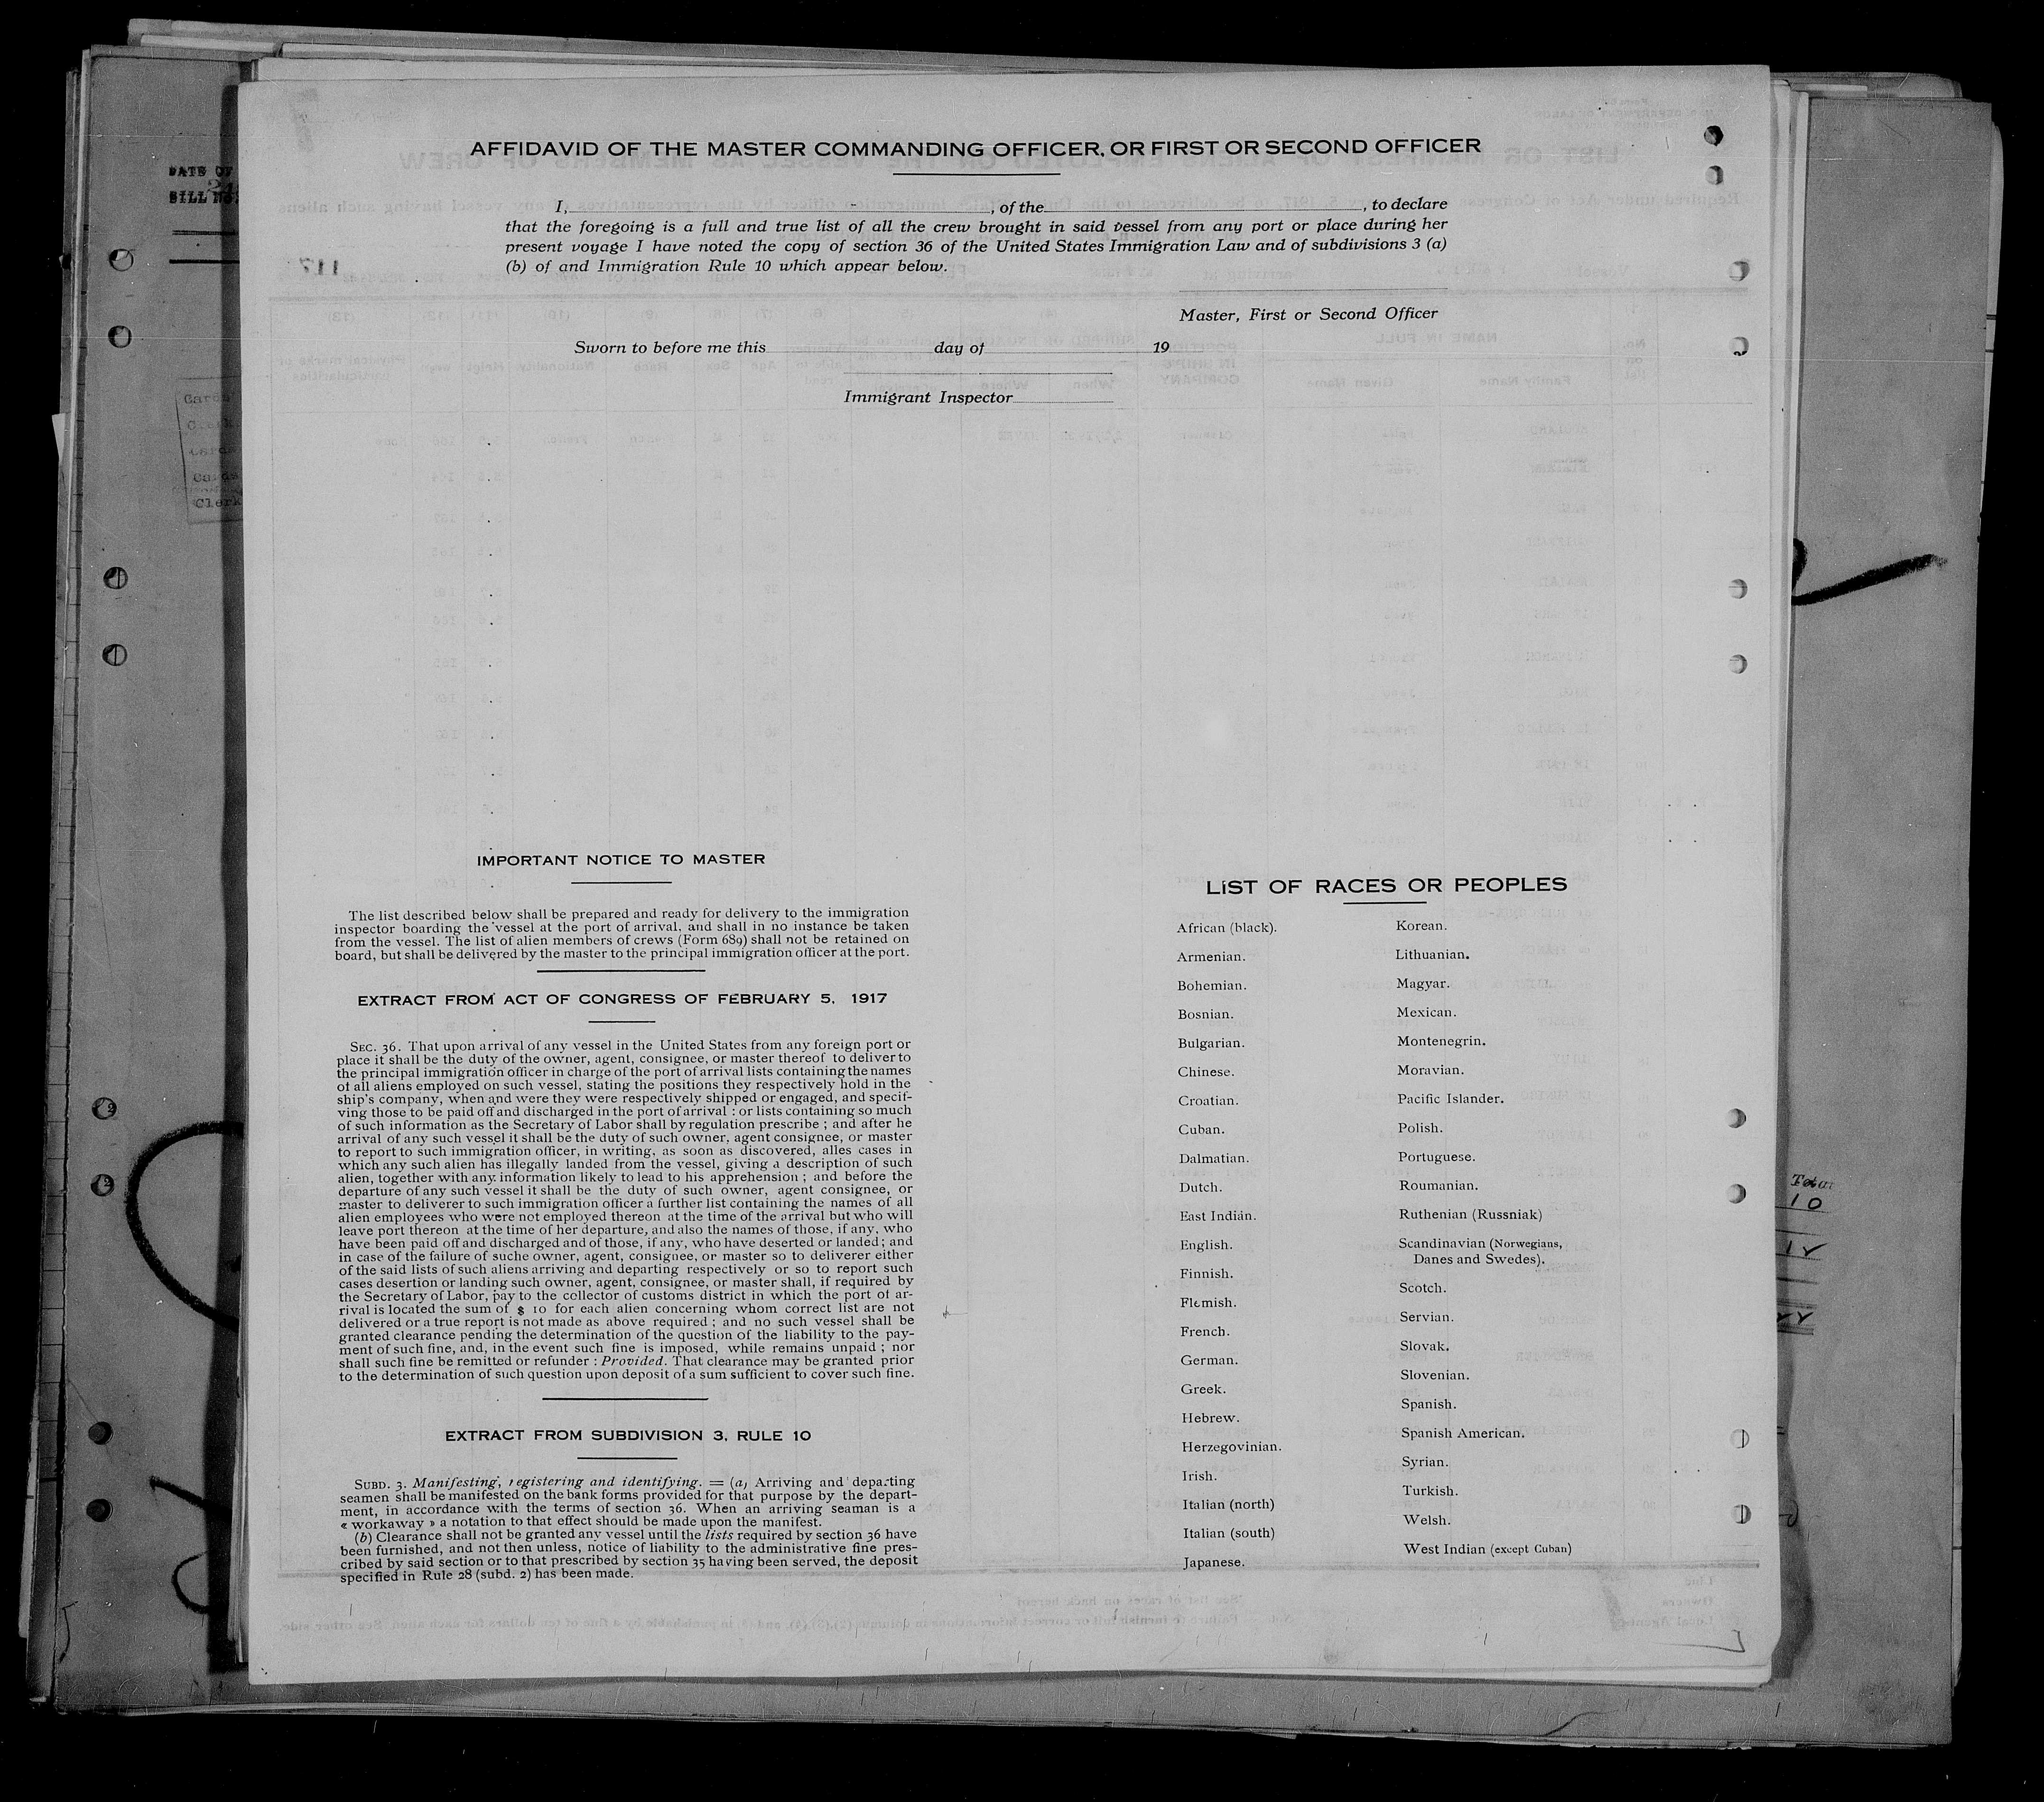 AFFIDAVID OF THE MASTER COMMANDING OFFICER, OR FIRST OR SECOND OFFICER
I, , of the , to declare
that the foregoing is a full and true list of all the crew brought in said vessel from any port or place during her
present voyage I have noted the copy of section 36 of the United States Immigration Law and of subdivisions 3 (a)
(b) of and Immigration Rule 10 which appear below.
Master, First or Second Officer
Sworn to before me this day of 19
Immigrant Inspector
IMPORTANT NOTICE TO MASTER
The list described below shall be prepared and ready for delivery to the immigration
inspector boarding the vessel at the port of arrival, and shall in no instance be taken
from the vessel. The list of alien members of crews (Form 689) shall not be retained on
board, but shall be delivered by the master to the principal immigration officer at the port.
EXTRACT FROM ACT OF CONGRESS OF FEBRUARY 5, 1917
SEC. 36. That upon arrival of any vessel in the United States from any foreign port or
place it shall be the duty of the owner, agent, consignee, or master thereof to deliver to
the principal immigration officer in charge of the port of arrival lists containing the names
of all aliens employed on such vessel, stating the positions they respectively hold in the
ship's company, when and were they were respectively shipped or engaged, and specif-
ving those to be paid off and discharged in the port of arrival : or lists containing so much
of such information as the Secretary of Labor shall by regulation prescribe ; and after he
arrival of any such vessel it shall be the duty of such owner, agent consignee, or master
to report to such immigration officer, in writing, as soon as discovered, alles cases in
which any such alien has illegally landed from the vessel, giving a description of such
alien, together with any information likely to lead to his apprehension ; and before the
departure of any such vessel it shall be the duty of such owner, agent consignee, or
master to deliverer to such immigration officer a further list containing the names of all
alien employees who were not employed thereon at the time of the arrival but who will
leave port thereon at the time of her departure, and also the names of those, if any, who
have been paid off and discharged and of those, if any, who have deserted or landed ; and
in case of the failure of suche owner, agent, consignee, or master so to deliverer either
of the said lists of such aliens arriving and departing respectively or so to report such
cases desertion or landing such owner, agent, consignee, or master shall, if required by
the Secretary of Labor, pay to the collector of customs district in which the port of ar-
rival is located the sum of $ 10 for each alien concerning whom correct list are not
delivered or a true report is not made as above required ; and no such vessel shall be
granted clearance pending the determination of the question of the liability to the pay-
ment of such fine, and, in the event such fine is imposed, while remains unpaid ; nor
shall such fine be remitted or refunder : Provided. That clearance may be granted prior
to the determination of such question upon deposit of a sum sufficient to cover such fine.
EXTRACT FROM SUBDIVISION 3, RULE 10
SUBD. 3. Manifesting, registering and identifying. = (a) Arriving and departing
seamen shall be manifested on the bank forms provided for that purpose by the depart-
ment, in accordance with the terms of section 36. When an arriving seaman is a
« workaway » a notation to that effect should be made upon the manifest.
(b) Clearance shall not be granted any vessel until the lists required by section 36 have
been furnished, and not then unless, notice of liability to the administrative fine pres-
cribed by said section or to that prescribed by section 35 having been served, the deposit
specified in Rule 28 (subd. 2) has been made.
LIST OF RACES OR PEOPLES
African (black).
Armenian.
Bohemian.
Bosnian.
Bulgarian.
Chinese.
Croatian.
Cuban.
Dalmatian.
Dutch.
East Indian.
English.
Finnish.
Flemish.
French.
German.
Greek.
Hebrew.
Herzegovinian.
Irish.
Italian (north)
Italian (south)
Japanese.
Korean.
Lithuanian.
Magyar.
Mexican.
Montenegrin.
Moravian.
Pacific Islander.
Polish.
Portuguese.
Roumanian.
Ruthenian (Russniak)
Scandinavian (Norwegians,
Danes and Swedes).
Scotch.
Servian.
Slovak.
Slovenian.
Spanish.
Spanish American.
Syrian.
Turkish.
Welsh.
West Indian (except Cuban)
DATE OF
BILL NO.
Cards
Clerk
Cards
Clerk
Total
10